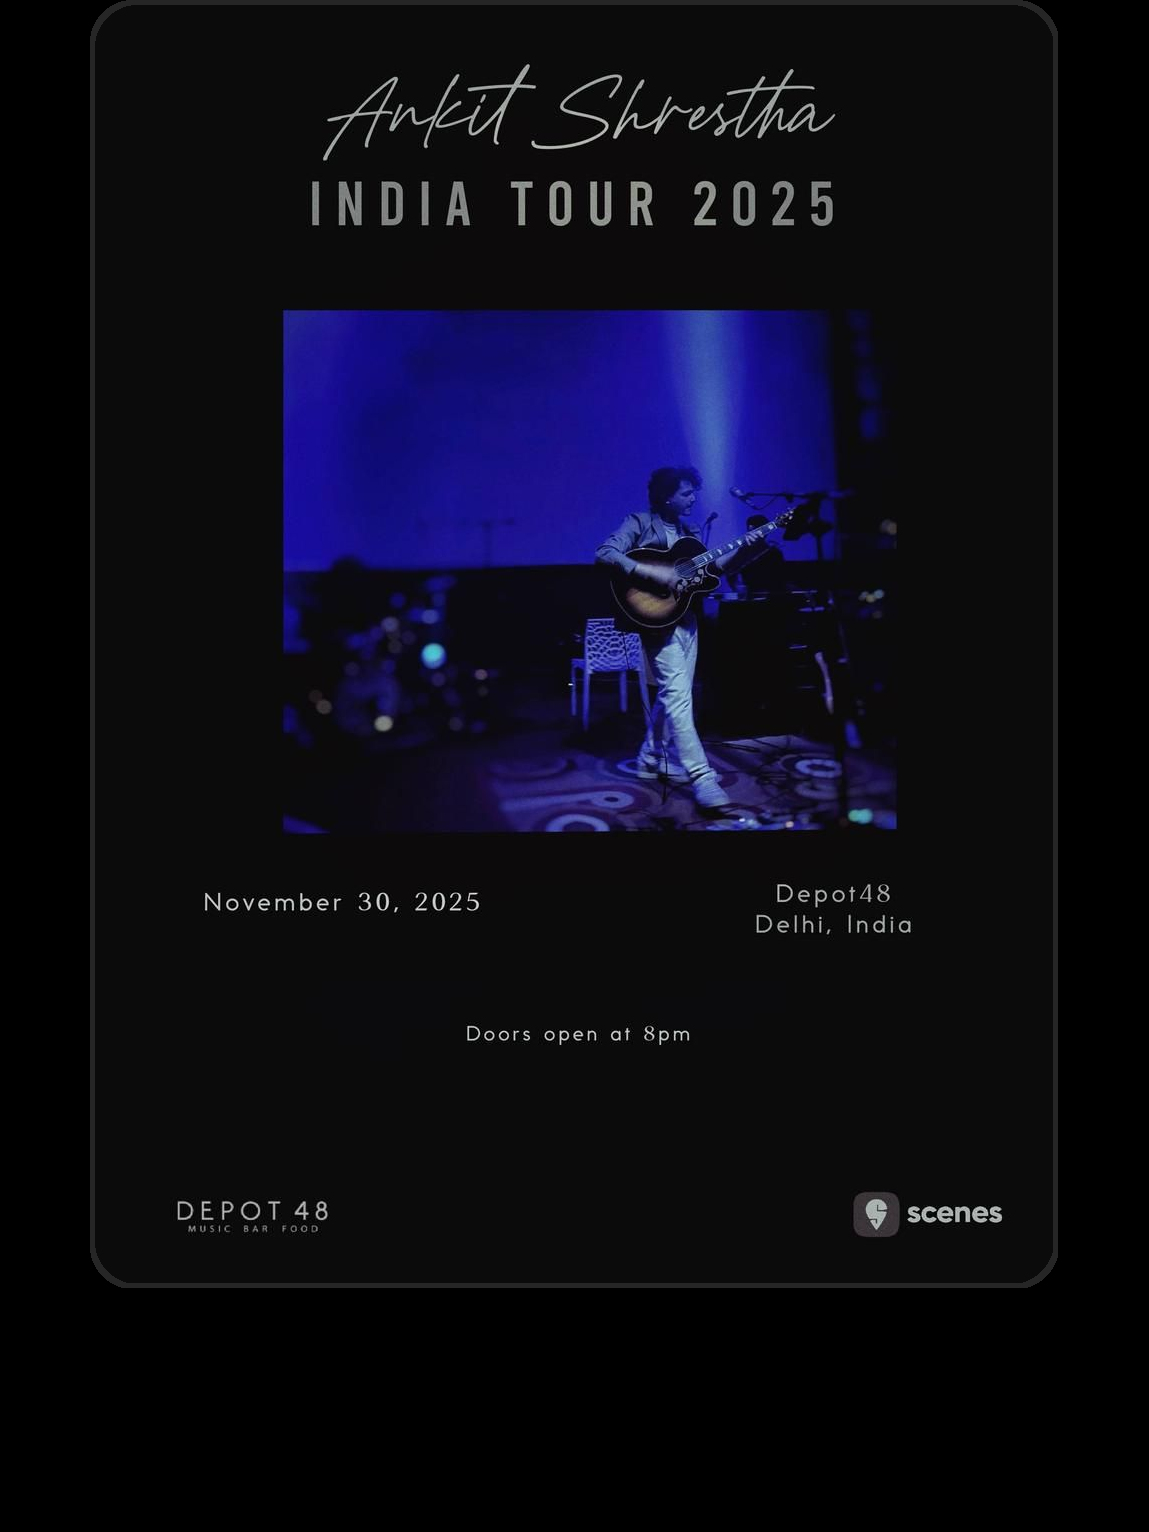 Ankit Shrestha
INDIA TOUR 2025
November 30, 2025
Depot48
Delhi, India
Doors open at 8pm
DEPOT 48
MUSIC BAR FOOD
scenes